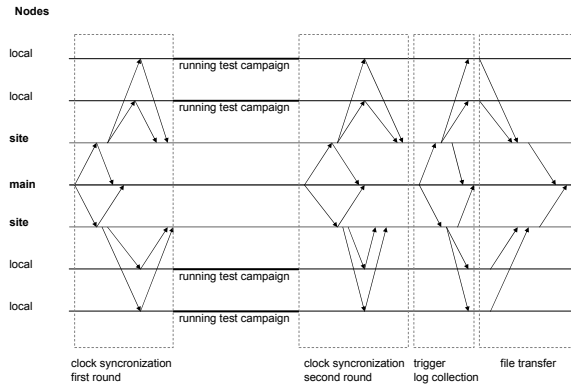 Nodes
local
running test campaign
local
running test campaign
site
main
site
local
running test campaign
local
running test campaign
clock syncronization
first round
clock syncronization
second round
trigger
log collection
file transfer